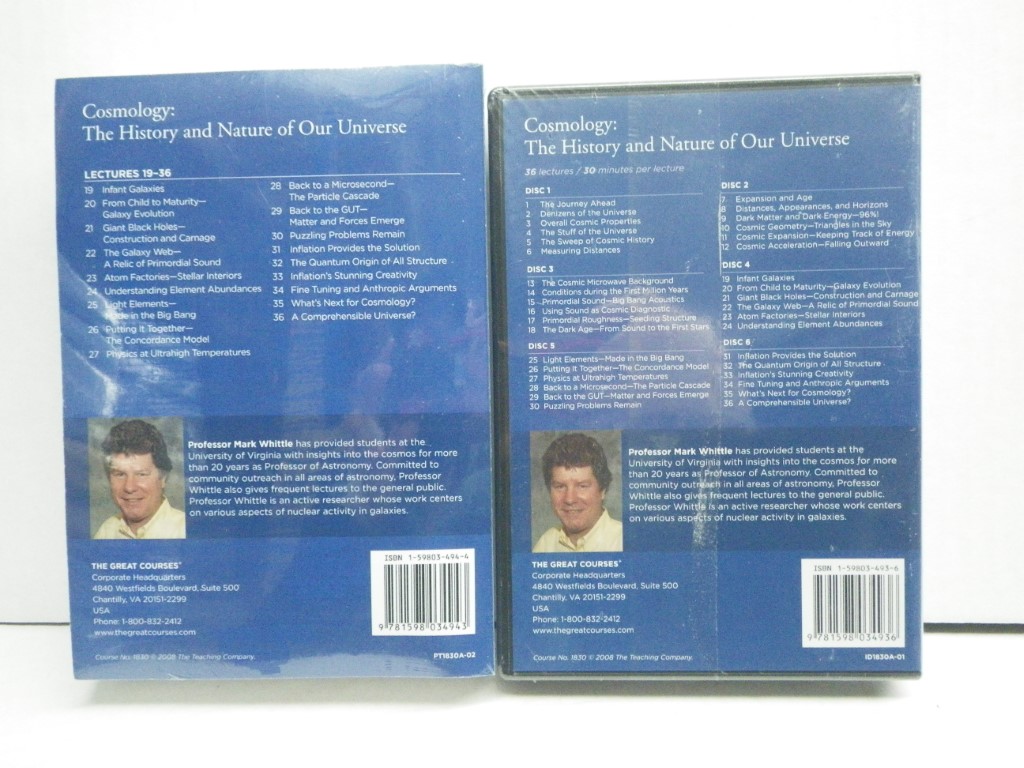 Cosmology:
The History and Nature of Our Universe
LECTURES 19–36
19 Infant Galaxies
20 From Child to Maturity—
Galaxy Evolution
21 Giant Black Holes—
Construction and Carnage
22 The Galaxy Web—
A Relic of Primordial Sound
23 Atom Factories—Stellar Interiors
24 Understanding Element Abundances
25 Light Elements—
Made in the Big Bang
26 Putting It Together—
The Concordance Model
27 Physics at Ultrahigh Temperatures
28 Back to a Microsecond—
The Particle Cascade
29 Back to the GUT—
Matter and Forces Emerge
30 Puzzling Problems Remain
31 Inflation Provides the Solution
32 The Quantum Origin of All Structure
33 Inflation's Stunning Creativity
34 Fine Tuning and Anthropic Arguments
35 What's Next for Cosmology?
36 A Comprehensible Universe?
Professor Mark Whittle has provided students at the
University of Virginia with insights into the cosmos for more
than 20 years as Professor of Astronomy. Committed to
community outreach in all areas of astronomy, Professor
Whittle also gives frequent lectures to the general public.
Professor Whittle is an active researcher whose work centers
on various aspects of nuclear activity in galaxies.
THE GREAT COURSES®
Corporate Headquarters
4840 Westfields Boulevard, Suite 500
Chantilly, VA 20151-2299
USA
Phone: 1-800-832-2412
www.thegreatcourses.com
ISBN 1-59803-494-4
9 781598 034943
Course No. 1830 © 2008 The Teaching Company.
PT1830A-02
Cosmology:
The History and Nature of Our Universe
36 lectures / 30 minutes per lecture
DISC 1
1 The Journey Ahead
2 Denizens of the Universe
3 Overall Cosmic Properties
4 The Stuff of the Universe
5 The Sweep of Cosmic History
6 Measuring Distances
DISC 2
7 Expansion and Age
8 Distances, Appearances, and Horizons
9 Dark Matter and Dark Energy—96%!
10 Cosmic Geometry—Triangles in the Sky
11 Cosmic Expansion—Keeping Track of Energy
12 Cosmic Acceleration—Falling Outward
DISC 3
13 The Cosmic Microwave Background
14 Conditions during the First Million Years
15 Primordial Sound—Big Bang Acoustics
16 Using Sound as Cosmic Diagnostic
17 Primordial Roughness—Seeding Structure
18 The Dark Age—From Sound to the First Stars
DISC 4
19 Infant Galaxies
20 From Child to Maturity—Galaxy Evolution
21 Giant Black Holes—Construction and Carnage
22 The Galaxy Web—A Relic of Primordial Sound
23 Atom Factories—Stellar Interiors
24 Understanding Element Abundances
DISC 5
25 Light Elements—Made in the Big Bang
26 Putting It Together—The Concordance Model
27 Physics at Ultrahigh Temperatures
28 Back to a Microsecond—The Particle Cascade
29 Back to the GUT—Matter and Forces Emerge
30 Puzzling Problems Remain
DISC 6
31 Inflation Provides the Solution
32 The Quantum Origin of All Structure
33 Inflation's Stunning Creativity
34 Fine Tuning and Anthropic Arguments
35 What's Next for Cosmology?
36 A Comprehensible Universe?
Professor Mark Whittle has provided students at the
University of Virginia with insights into the cosmos for more
than 20 years as Professor of Astronomy. Committed to
community outreach in all areas of astronomy, Professor
Whittle also gives frequent lectures to the general public.
Professor Whittle is an active researcher whose work centers
on various aspects of nuclear activity in galaxies.
THE GREAT COURSES®
Corporate Headquarters
4840 Westfields Boulevard, Suite 500
Chantilly, VA 20151-2299
USA
Phone: 1-800-832-2412
www.thegreatcourses.com
ISBN 1-59803-493-6
9 781598 034936
Course No. 1830 © 2008 The Teaching Company.
ID1830A-01